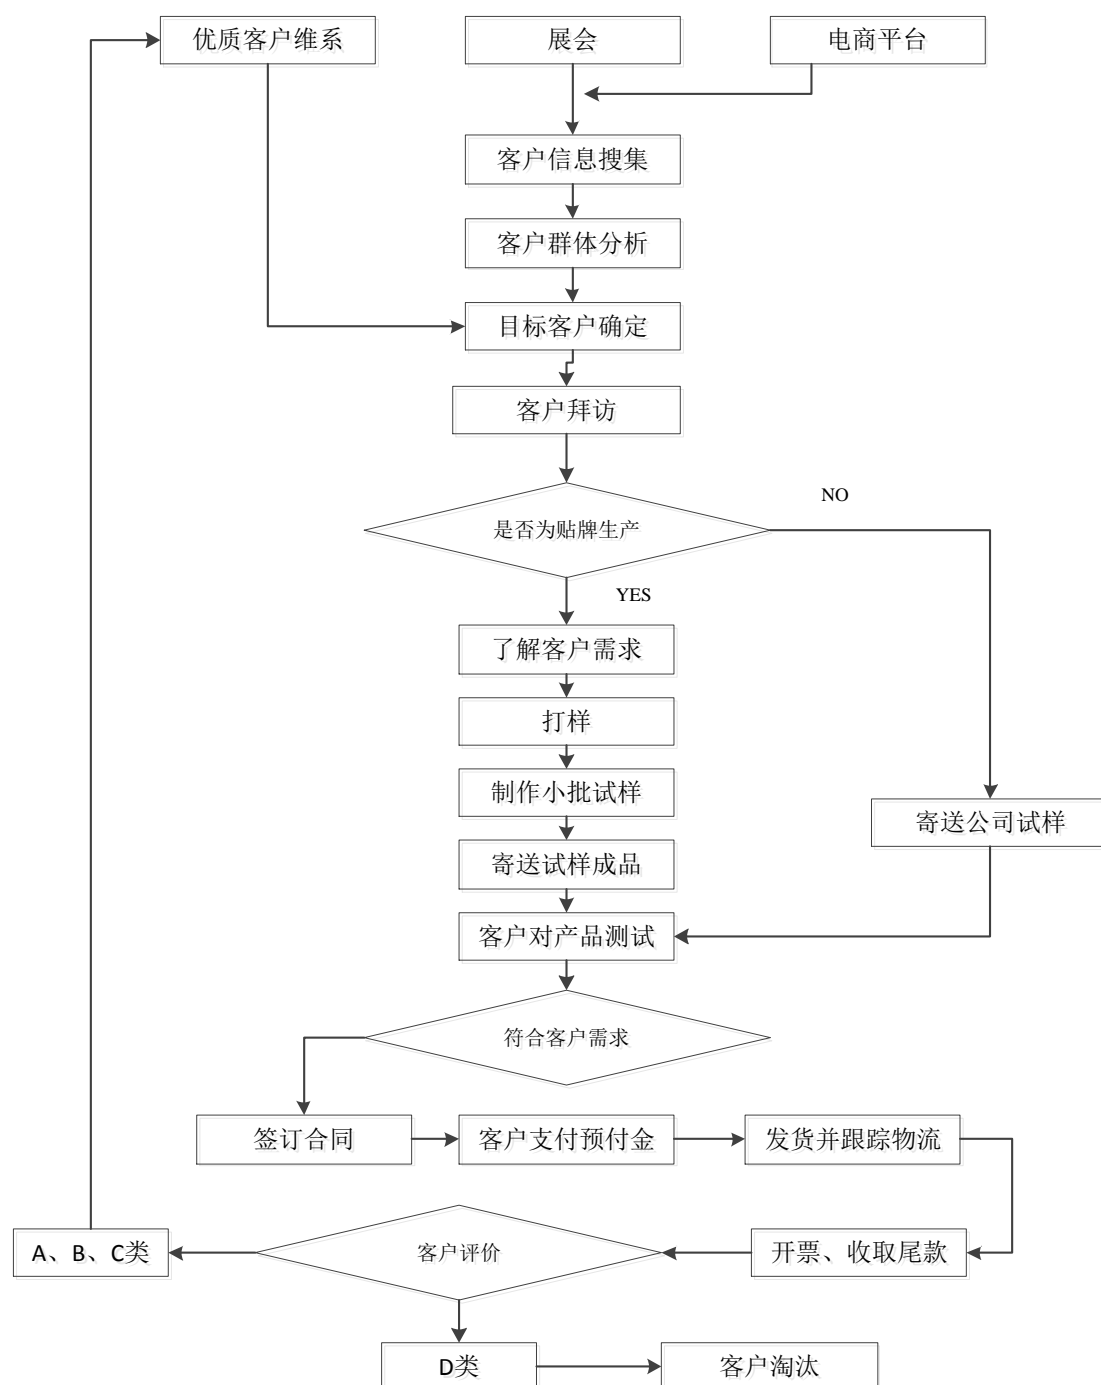 优质客户维系
展会
电商平台
客户信息搜集
客户群体分析
目标客户确定
客户拜访
NO
是否为贴牌生产
YES
了解客户需求
打样
制作小批试样
寄送公司试样
寄送试样成品
客户对产品测试
符合客户需求
签订合同
客户支付预付金
发货并跟踪物流
A、B、C类
客户评价
开票、收取尾款
D类
客户淘汰